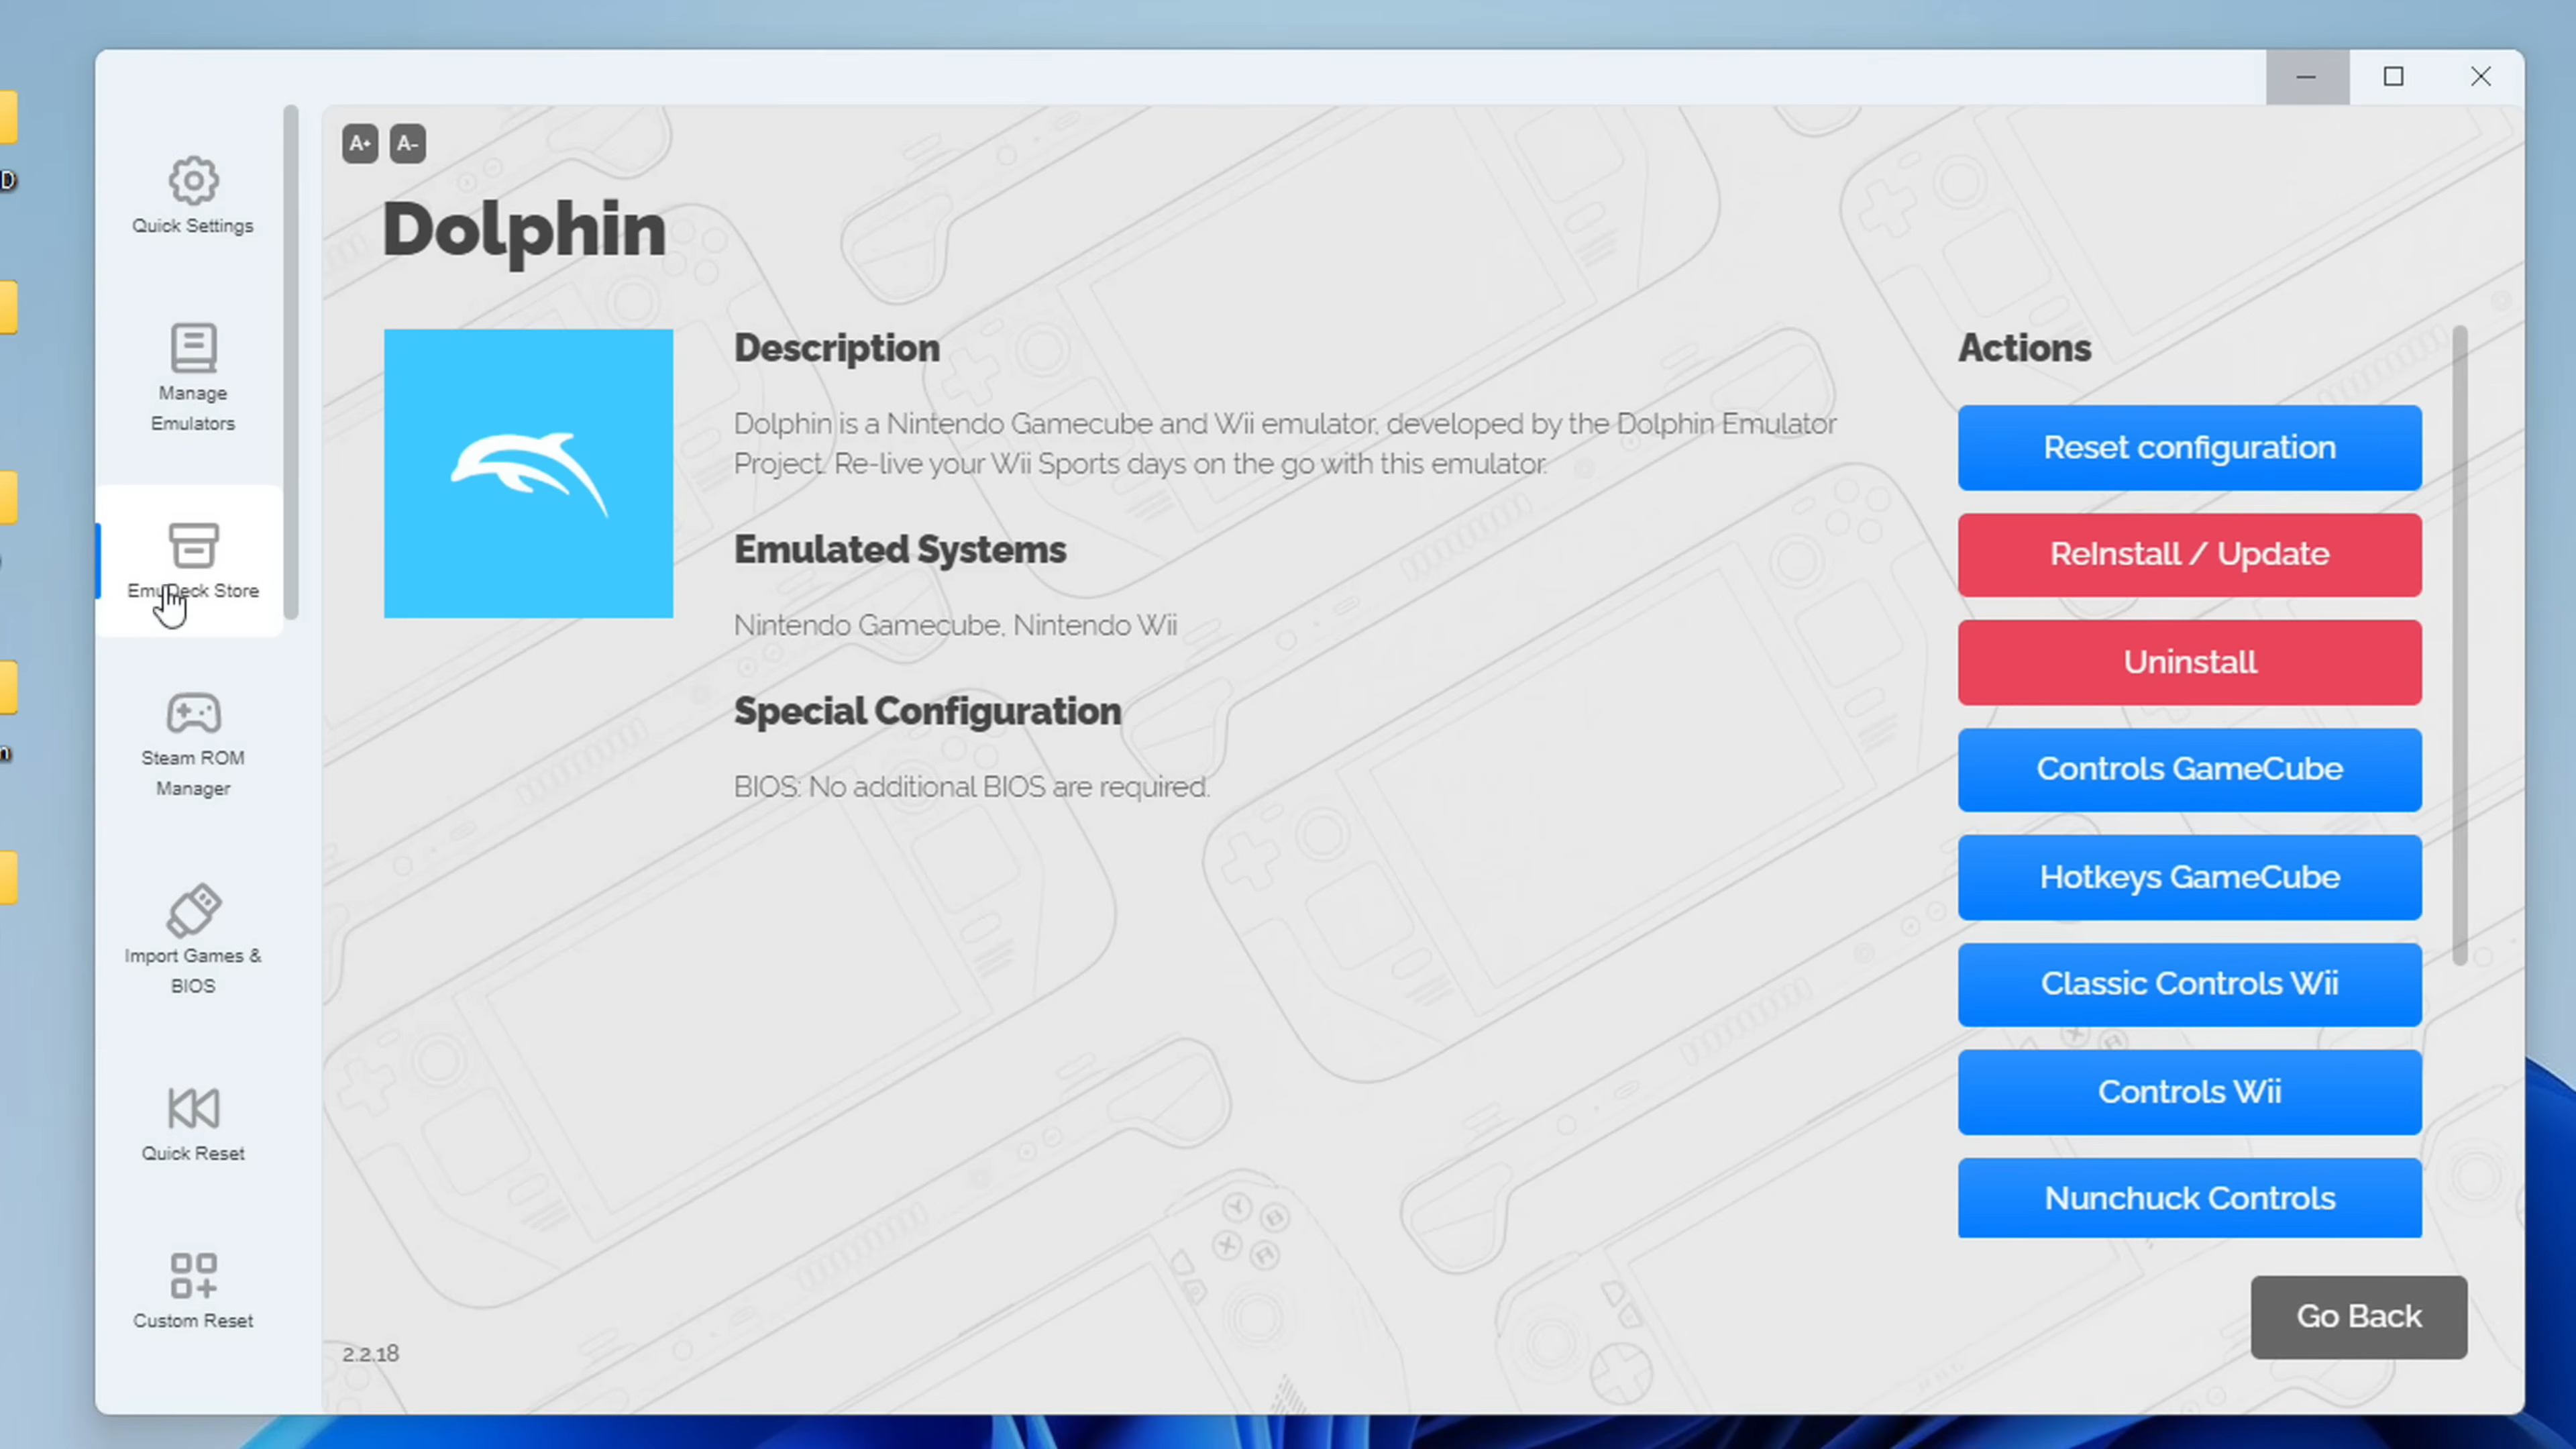 D
n
Quick Settings
Manage
Emulators
EmuDeck Store
Steam ROM
Manager
Import Games &
BIOS
Quick Reset
Custom Reset
A+ A-
Dolphin
Description
Dolphin is a Nintendo Gamecube and Wii emulator, developed by the Dolphin Emulator
Project. Re-live your Wii Sports days on the go with this emulator.
Emulated Systems
Nintendo Gamecube, Nintendo Wii
Special Configuration
BIOS: No additional BIOS are required.
2.2.18
Actions
Reset configuration
ReInstall / Update
Uninstall
Controls GameCube
Hotkeys GameCube
Classic Controls Wii
Controls Wii
Nunchuck Controls
Go Back